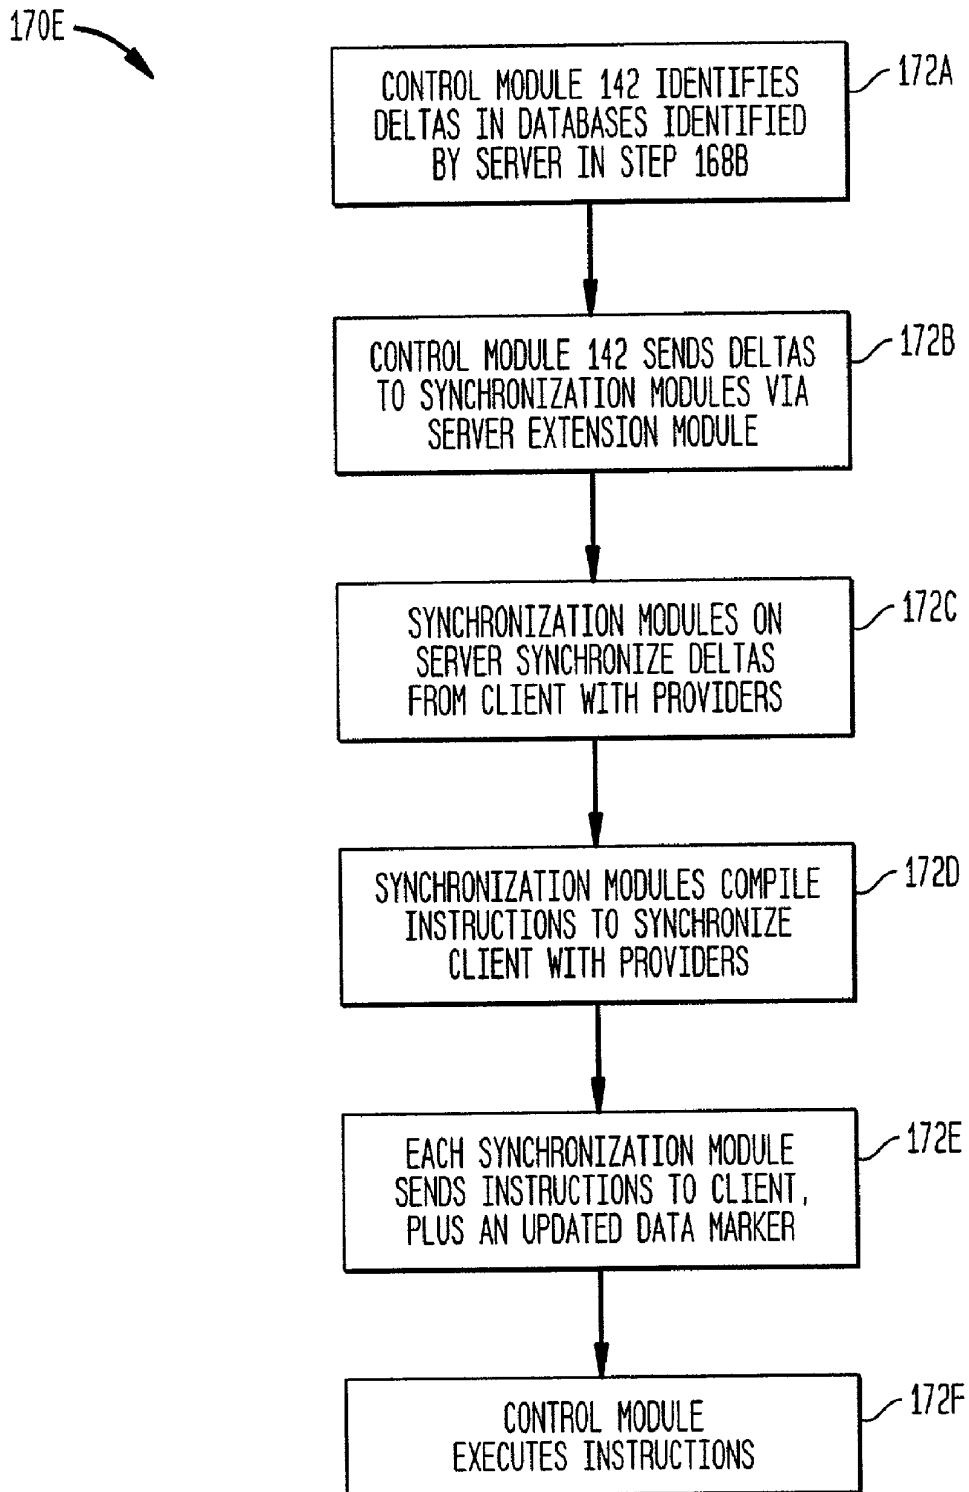 170E
CONTROL MODULE 142 IDENTIFIES
DELTAS IN DATABASES IDENTIFIED
BY SERVER IN STEP 168B
172A
CONTROL MODULE 142 SENDS DELTAS
TO SYNCHRONIZATION MODULES VIA
SERVER EXTENSION MODULE
172B
SYNCHRONIZATION MODULES ON
SERVER SYNCHRONIZE DELTAS
FROM CLIENT WITH PROVIDERS
172C
SYNCHRONIZATION MODULES COMPILE
INSTRUCTIONS TO SYNCHRONIZE
CLIENT WITH PROVIDERS
172D
EACH SYNCHRONIZATION MODULE
SENDS INSTRUCTIONS TO CLIENT,
PLUS AN UPDATED DATA MARKER
172E
CONTROL MODULE
EXECUTES INSTRUCTIONS
172F